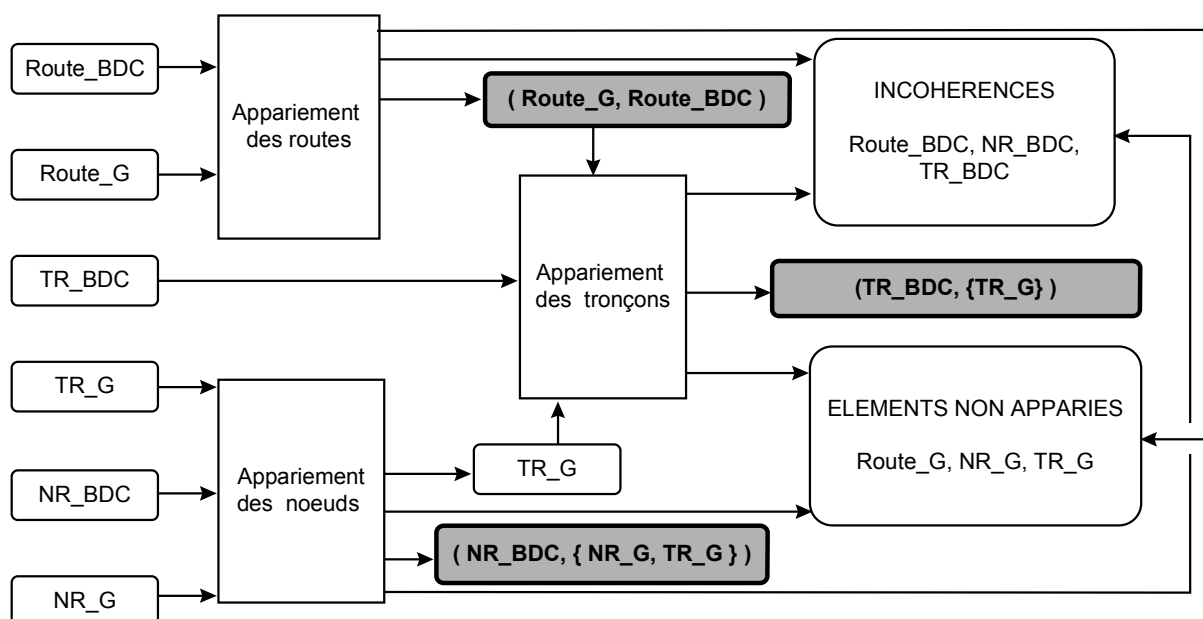 Route_BDC
Route_G
TR_BDC
TR_G
NR_BDC
NR_G
Appariement
des routes
Appariement
des noeuds
( Route_G, Route_BDC )
Appariement
des tronçons
TR_G
( NR_BDC, { NR_G, TR_G } )
INCOHERENCES
Route_BDC, NR_BDC,
TR_BDC
(TR_BDC, {TR_G} )
ELEMENTS NON APPARIES
Route_G, NR_G, TR_G